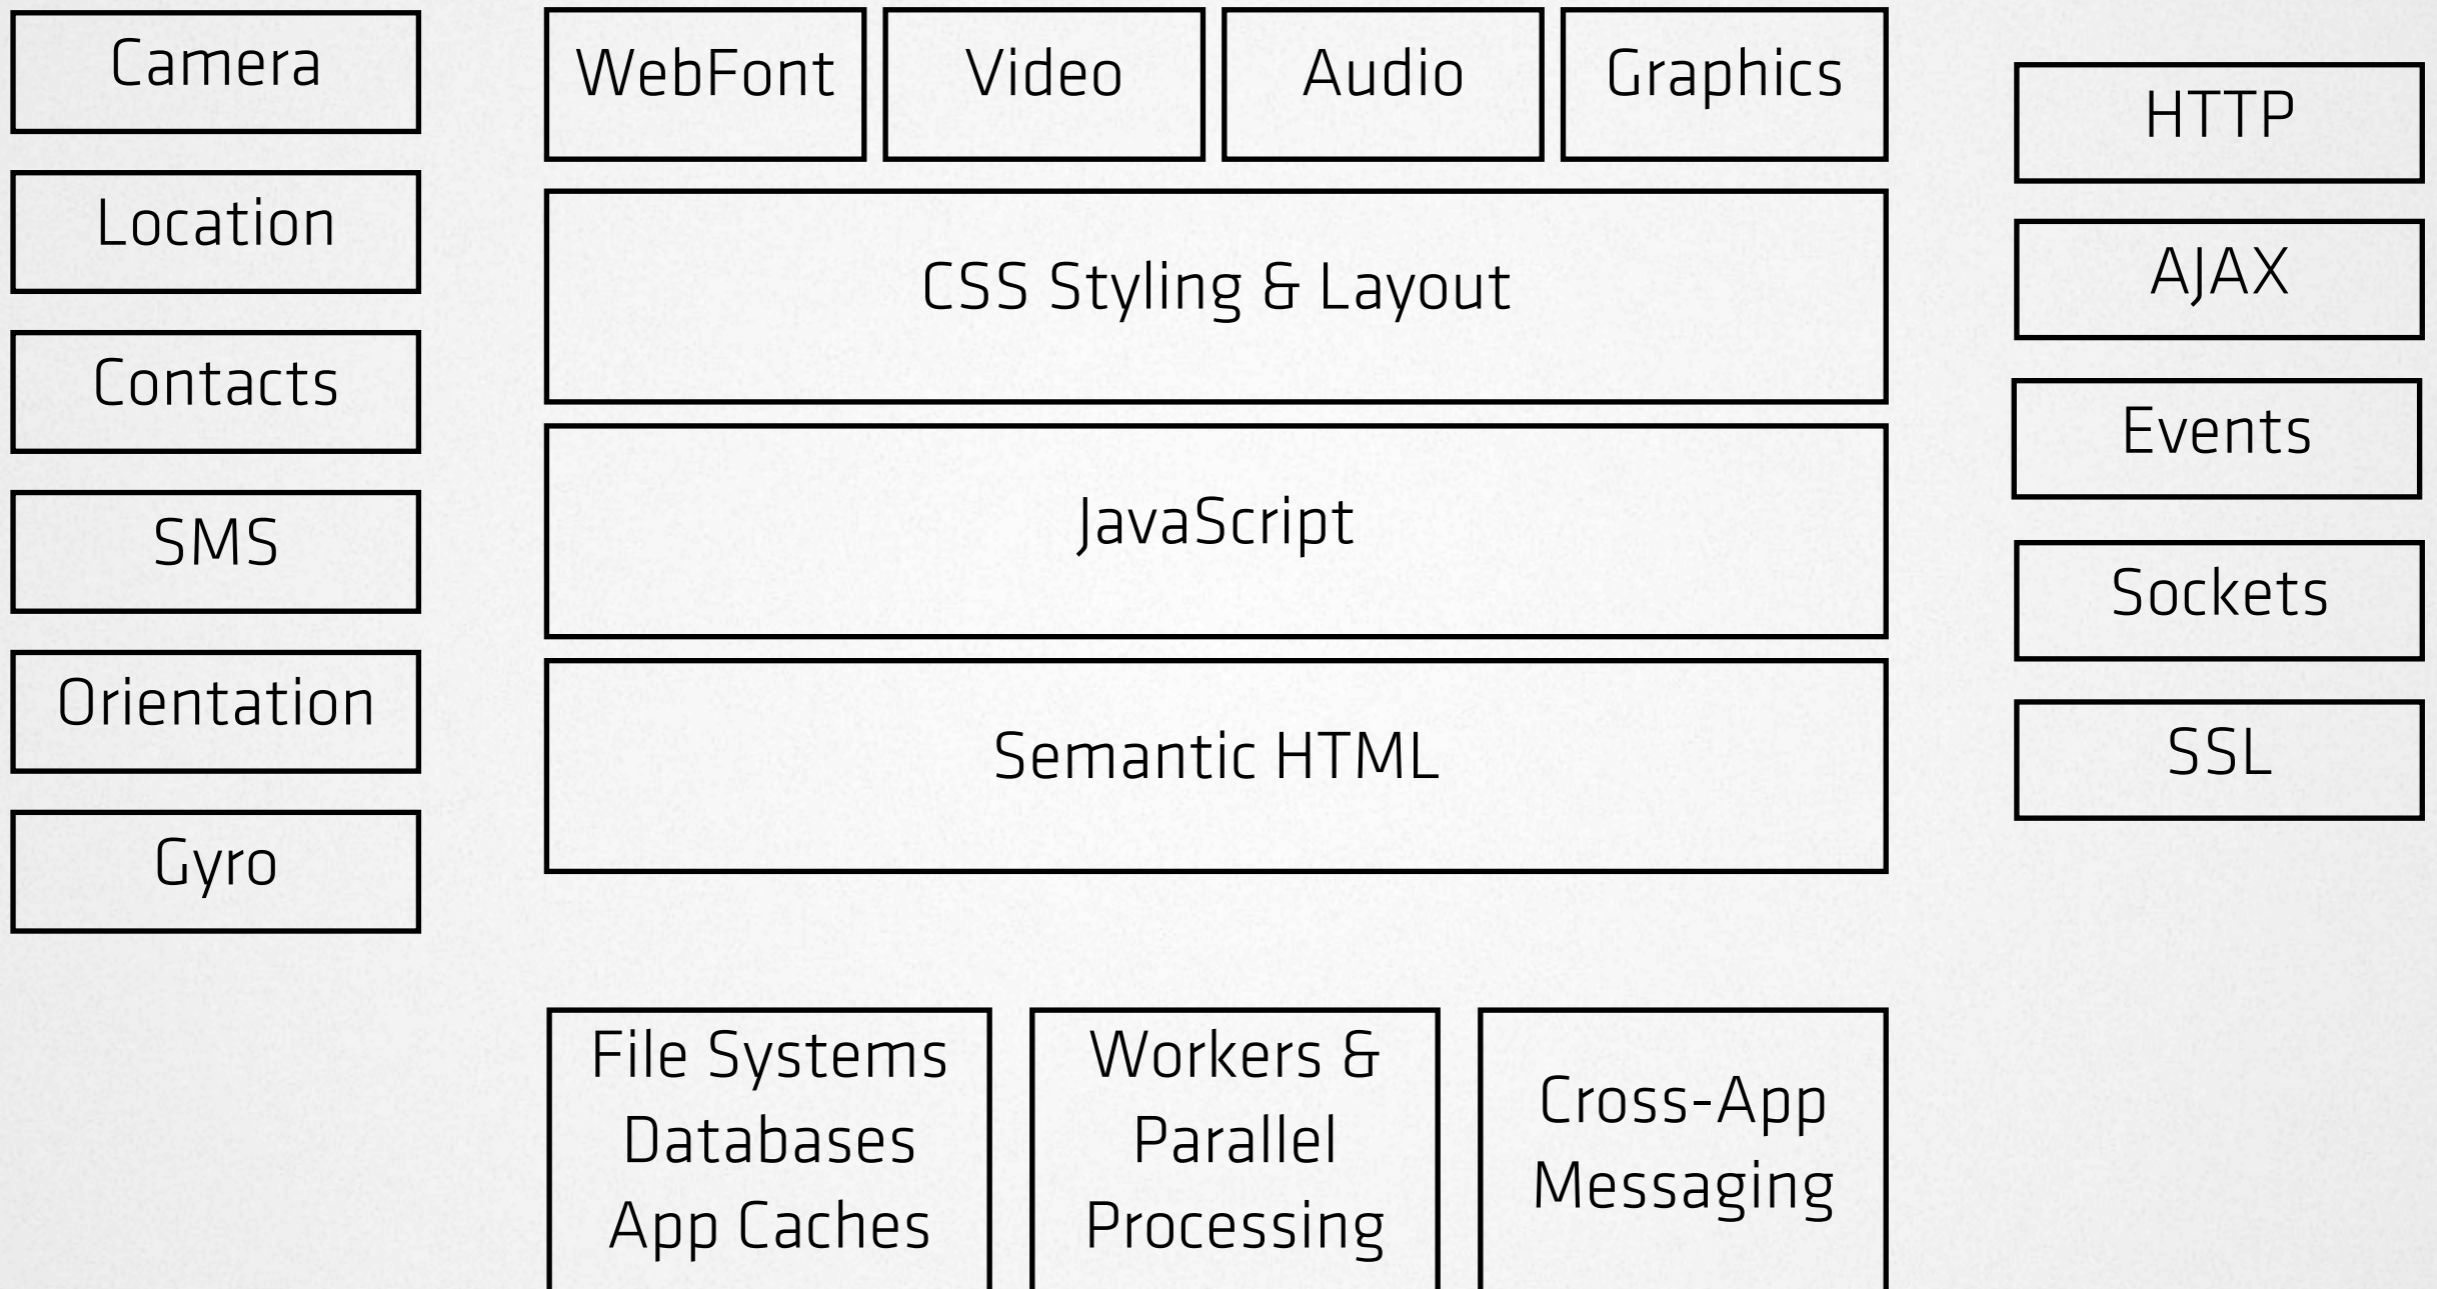 Camera
Location
Contacts
SMS
Orientation
Gyro
WebFont
Video
Audio
Graphics
CSS Styling & Layout
JavaScript
Semantic HTML
File Systems
Databases
App Caches
Workers &
Parallel
Processing
Cross-App
Messaging
HTTP
AJAX
Events
Sockets
SSL